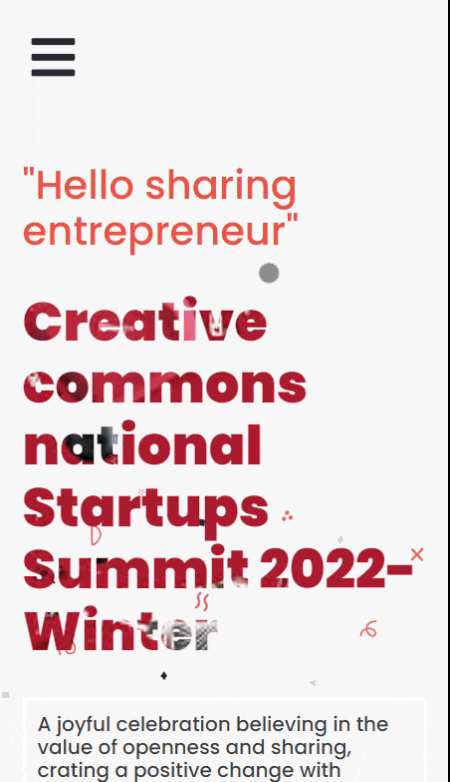 "Hello sharing
entrepreneur"
Creative
commons
national
Startups
Summit 2022-
Winter
A joyful celebration believing in the
value of openness and sharing,
crating a positive change with